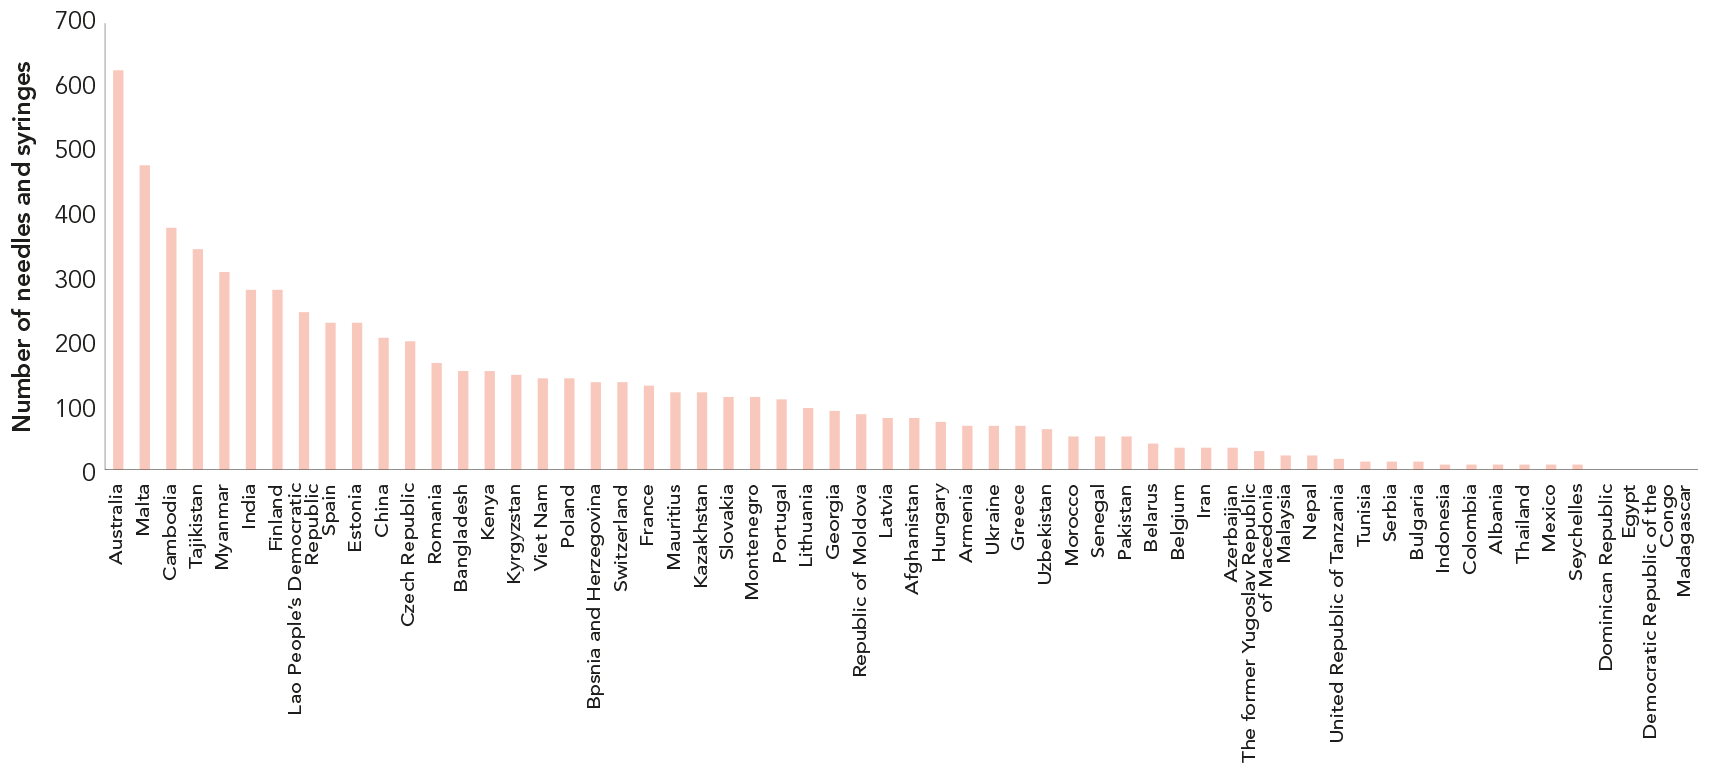 Number of needles and syringes
700
600
500
400
300
200
100
0
Australia
Malta
Cambodia
Tajikistan
Myanmar
India
Finland
Lao People’s Democratic
Republic
Spain
Estonia
China
Czech Republic
Romania
Bangladesh
Kenya
Kyrgyzstan
Viet Nam
Poland
Bpsnia and Herzegovina
Switzerland
France
Mauritius
Kazakhstan
Slovakia
Montenegro
Portugal
Lithuania
Georgia
Republic of Moldova
Latvia
Afghanistan
Hungary
Armenia
Ukraine
Greece
Uzbekistan
Morocco
Senegal
Pakistan
Belarus
Belgium
Iran
Azerbaijan
The former Yugoslav Republic
of Macedonia
Malaysia
Nepal
United Republic of Tanzania
Tunisia
Serbia
Bulgaria
Indonesia
Colombia
Albania
Thailand
Mexico
Seychelles
Dominican Republic
Egypt
Democratic Republic of the
Congo
Madagascar